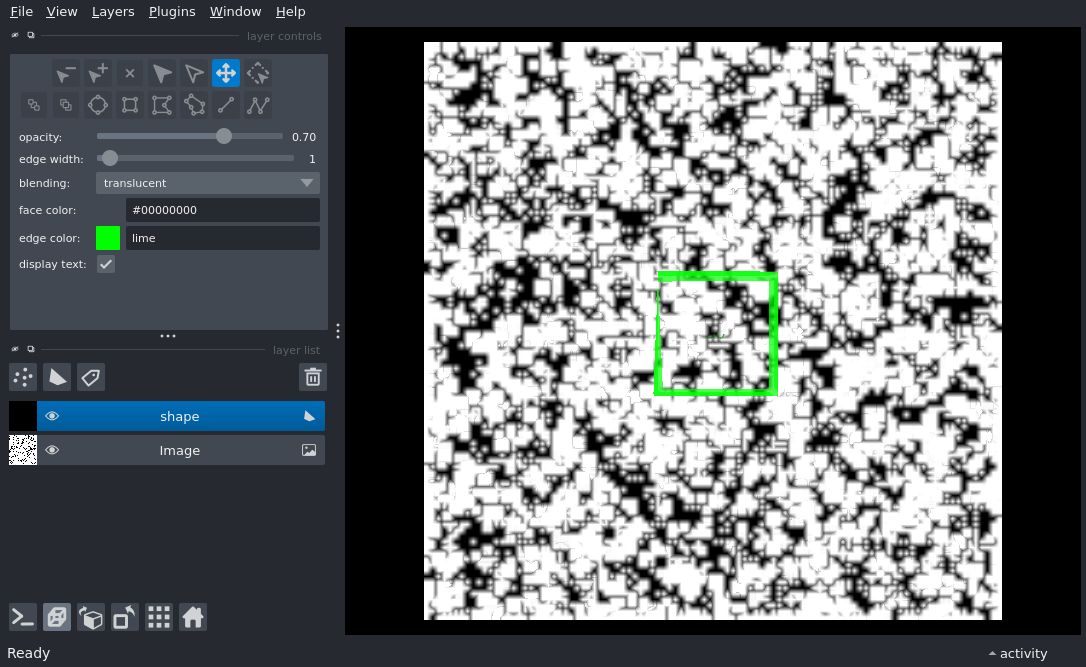 File View Layers Plugins Window Help
layer controls
opacity: 0.70
edge width: 1
blending: translucent
face color: #00000000
edge color: lime
display text:
layer list
shape
Image
Ready
activity